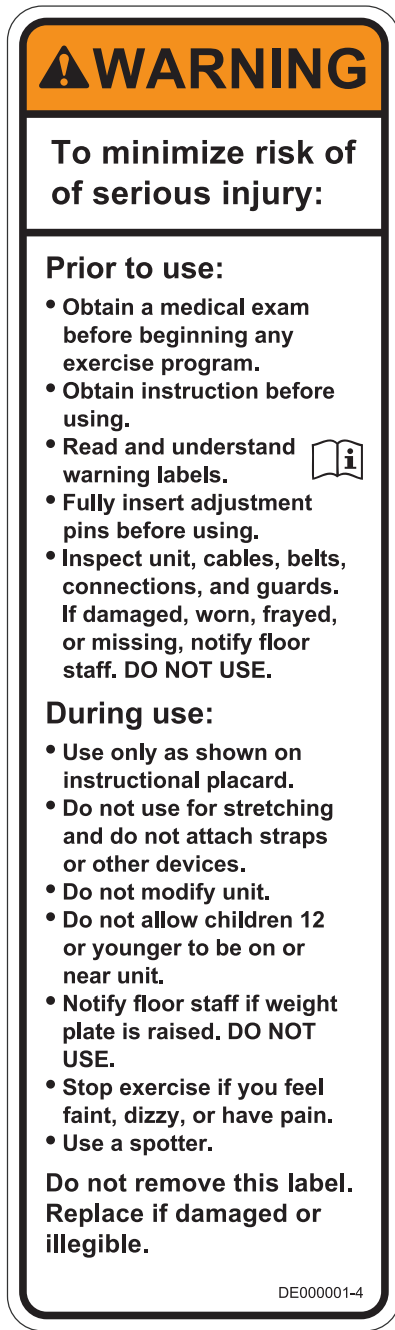 WARNING
To minimize risk of
of serious injury:
Prior to use:
• Obtain a medical exam
before beginning any
exercise program.
• Obtain instruction before
using.
• Read and understand
warning labels.
• Fully insert adjustment
pins before using.
• Inspect unit, cables, belts,
connections, and guards.
If damaged, worn, frayed,
or missing, notify floor
staff. DO NOT USE.
During use:
• Use only as shown on
instructional placard.
• Do not use for stretching
and do not attach straps
or other devices.
• Do not modify unit.
• Do not allow children 12
or younger to be on or
near unit.
• Notify floor staff if weight
plate is raised. DO NOT
USE.
• Stop exercise if you feel
faint, dizzy, or have pain.
• Use a spotter.
Do not remove this label.
Replace if damaged or
illegible.
DE000001-4